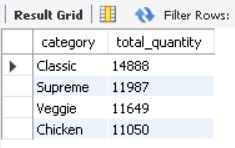 Result Grid Filter Rows:
category total_quantity
Classic 14888
Supreme 11987
Veggie 11649
Chicken 11050